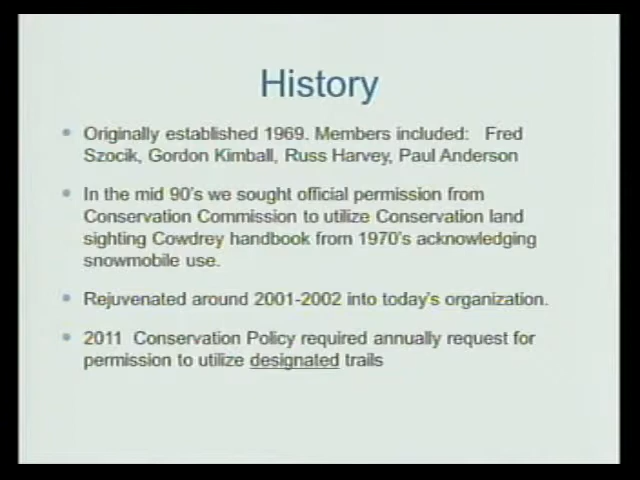 History
• Originally established 1969. Members included: Fred
Szocik, Gordon Kimball, Russ Harvey, Paul Anderson
• In the mid 90's we sought official permission from
Conservation Commission to utilize Conservation land
sighting Cowdrey handbook from 1970's acknowledging
snowmobile use.
• Rejuvenated around 2001-2002 into today's organization.
• 2011 Conservation Policy required annually request for
permission to utilize designated trails